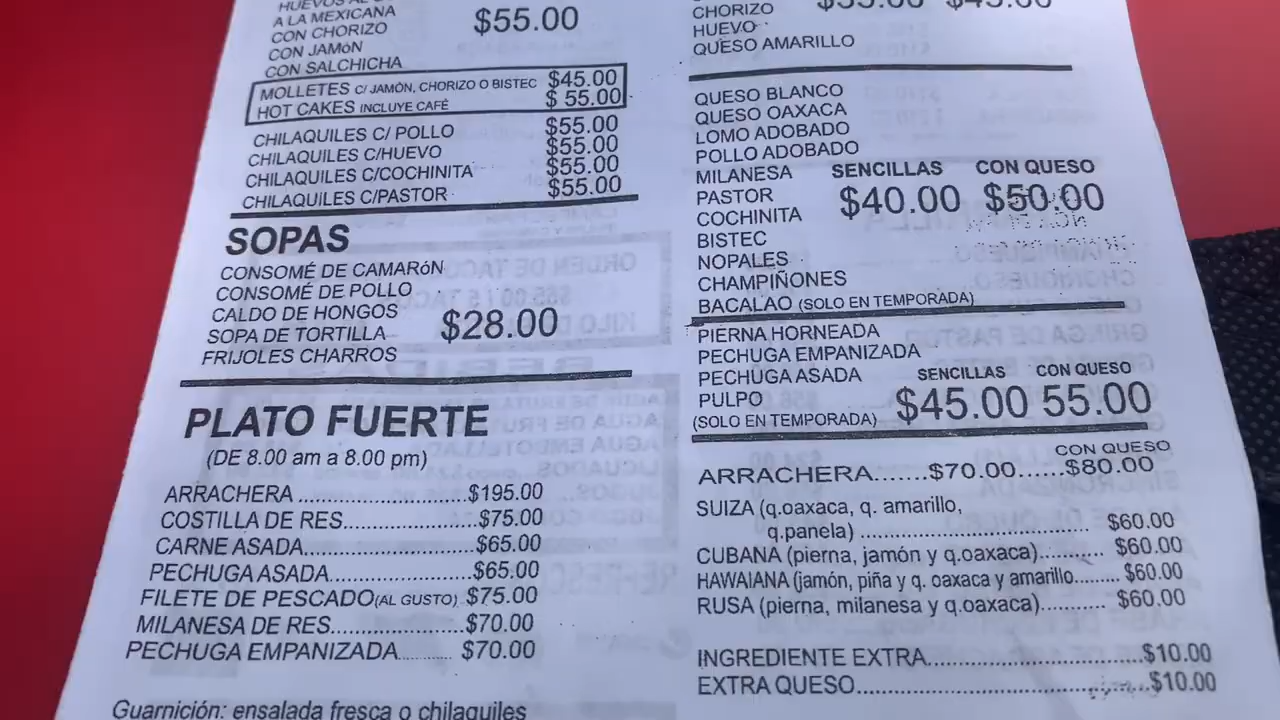 HUEVOS AL
A LA MEXICANA
CON CHORIZO
CON JAMóN
CON SALCHICHA
$55.00
MOLLETES C/ JAMÓN, CHORIZO O BISTEC $45.00
HOT CAKES INCLUYE CAFÉ $ 55.00
CHILAQUILES C/ POLLO $55.00
CHILAQUILES C/HUEVO $55.00
CHILAQUILES C/COCHINITA $55.00
CHILAQUILES C/PASTOR $55.00
SOPAS
CONSOMÉ DE CAMARóN
CONSOMÉ DE POLLO
CALDO DE HONGOS
SOPA DE TORTILLA
FRIJOLES CHARROS
$28.00
PLATO FUERTE
(DE 8.00 am a 8.00 pm)
ARRACHERA ........................$195.00
COSTILLA DE RES...................$75.00
CARNE ASADA........................$65.00
PECHUGA ASADA....................$65.00
FILETE DE PESCADO(AL GUSTO) $75.00
MILANESA DE RES...................$70.00
PECHUGA EMPANIZADA......... $70.00
Guarnición: ensalada fresca o chilaquiles
CHORIZO
HUEVO
QUESO AMARILLO
QUESO BLANCO
QUESO OAXACA
LOMO ADOBADO
POLLO ADOBADO
MILANESA
PASTOR
COCHINITA
BISTEC
NOPALES
CHAMPIÑONES
BACALAO (SOLO EN TEMPORADA)
SENCILLAS CON QUESO
$40.00 $50.00
PIERNA HORNEADA
PECHUGA EMPANIZADA
PECHUGA ASADA
PULPO
(SOLO EN TEMPORADA)
SENCILLAS CON QUESO
$45.00 55.00
CON QUESO
ARRACHERA.......$70.00......$80.00
SUIZA (q.oaxaca, q. amarillo,
q.panela) ............................... $60.00
CUBANA (pierna, jamón y q.oaxaca)........... $60.00
HAWAIANA (jamón, piña y q. oaxaca y amarillo........ $60.00
RUSA (pierna, milanesa y q.oaxaca)........... $60.00
INGREDIENTE EXTRA...........................$10.00
EXTRA QUESO.....................................$10.00